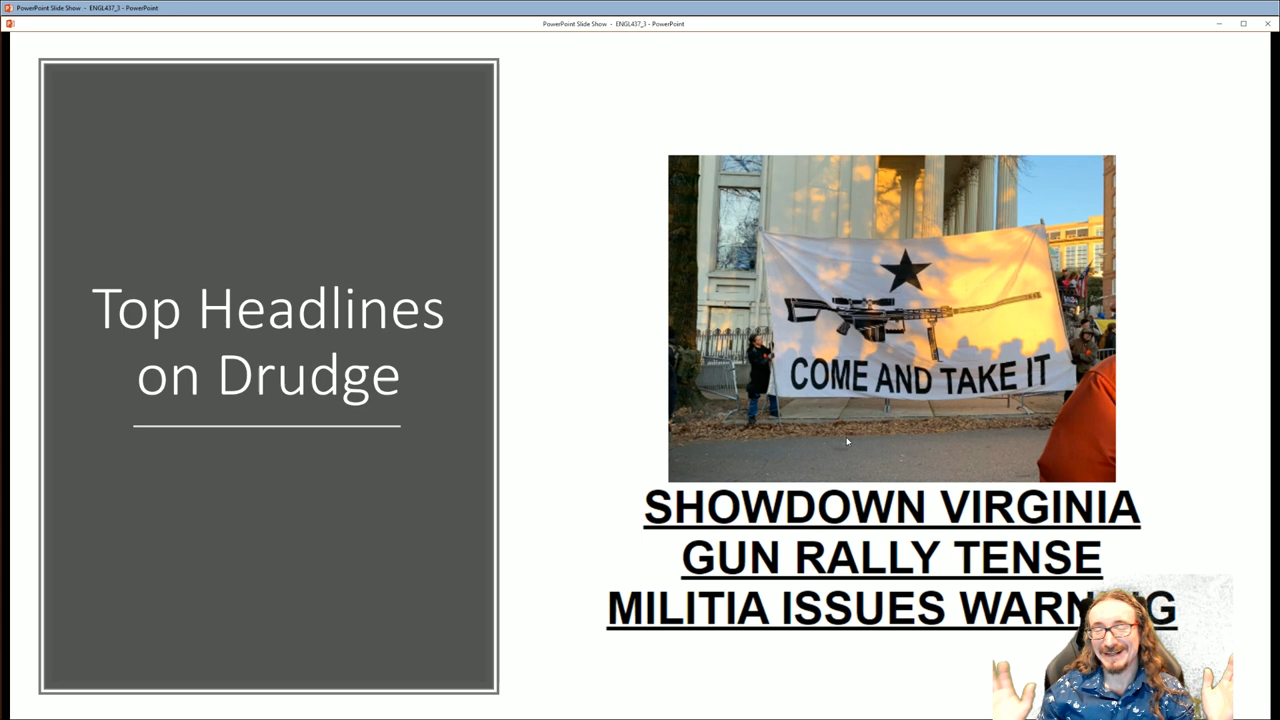 PowerPoint Slide Show - ENGL437_3 - PowerPoint
PowerPoint Slide Show - ENGL437_3 - PowerPoint
Top Headlines
on Drudge
COME AND TAKE IT
SHOWDOWN VIRGINIA
GUN RALLY TENSE
MILITIA ISSUES